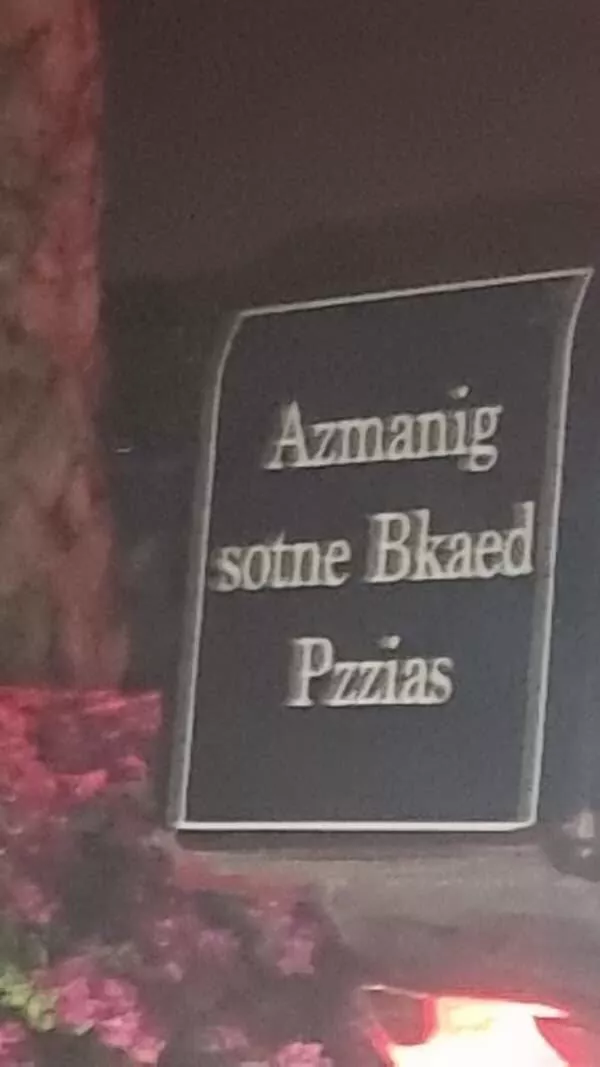 Azmanig
sotne Bkaed
Pzzias